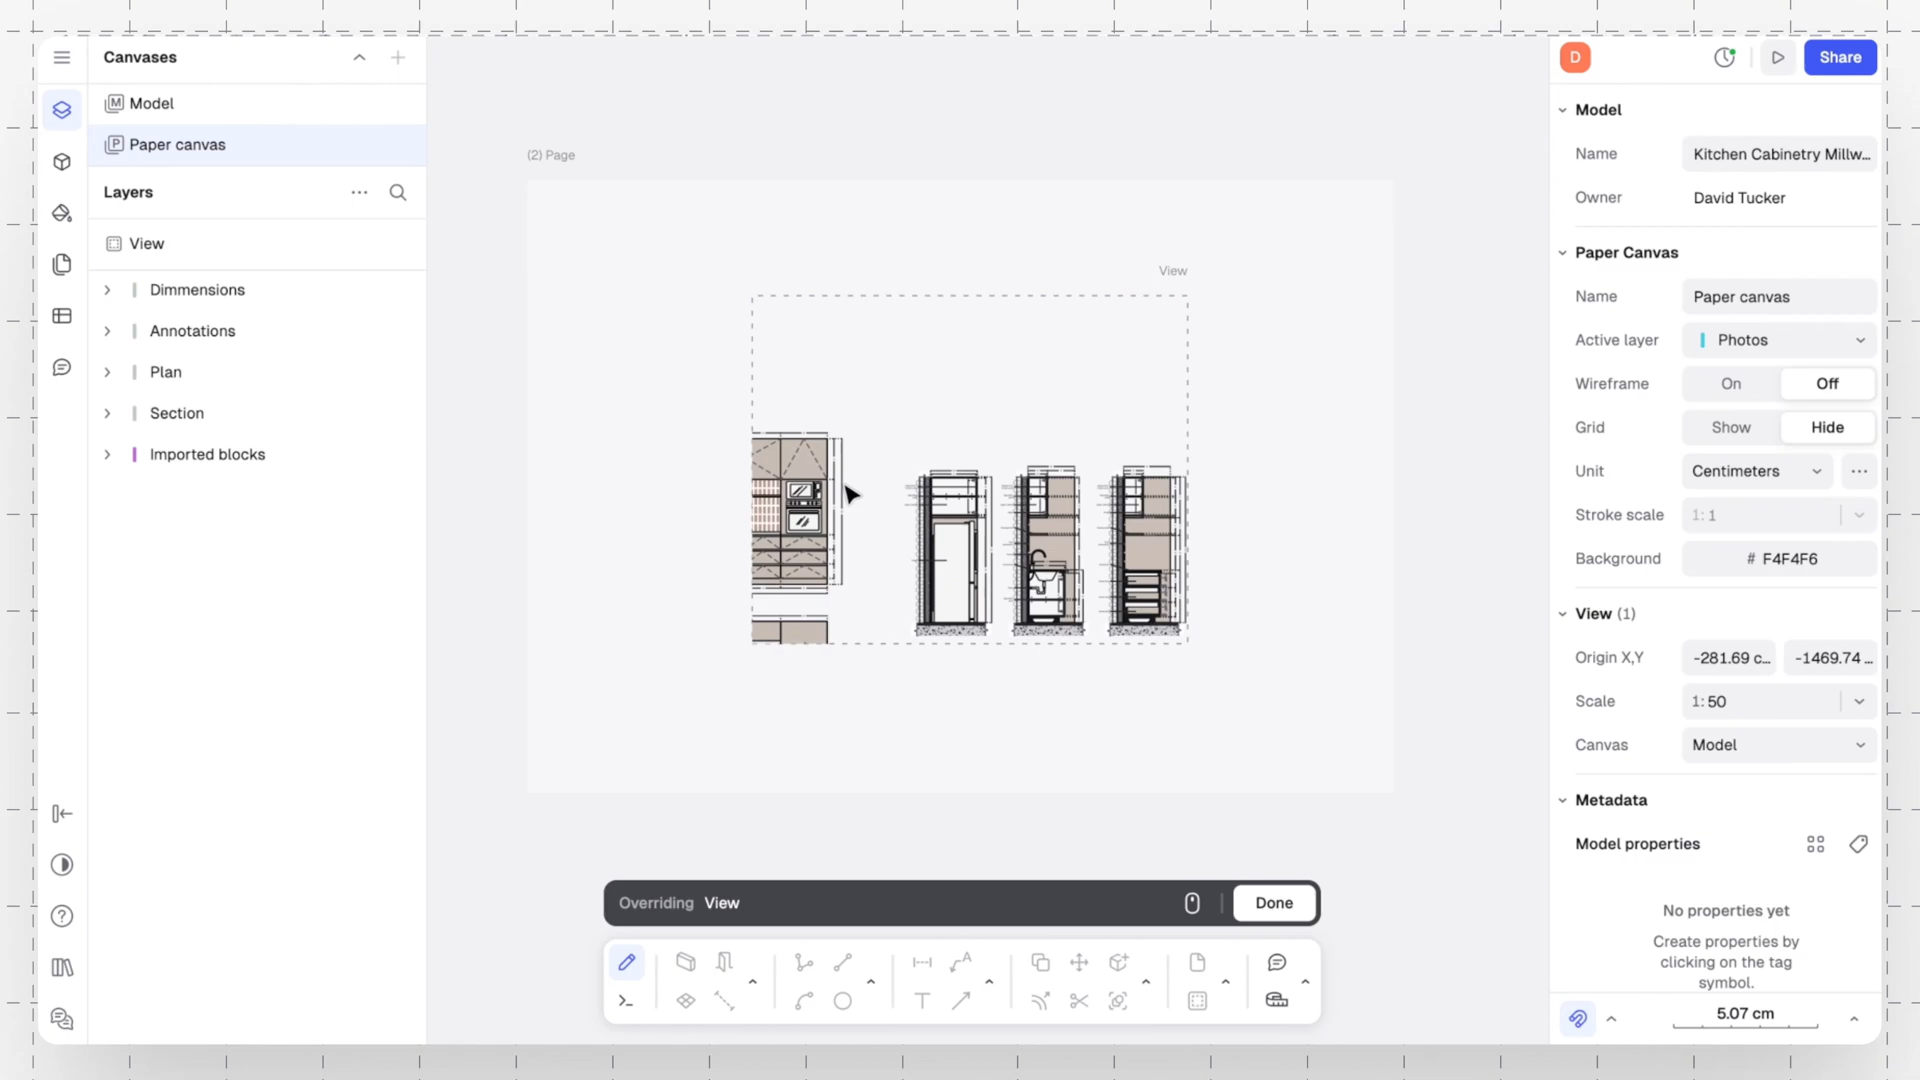 Canvases
M Model
P Paper canvas
Layers
View
Dimmensions
Annotations
Plan
Section
Imported blocks
(2) Page
View
Overriding View
Done
D
Share
Model
Name Kitchen Cabinetry Millw...
Owner David Tucker
Paper Canvas
Name Paper canvas
Active layer Photos
Wireframe On Off
Grid Show Hide
Unit Centimeters
Stroke scale 1: 1
Background # F4F4F6
View (1)
Origin X,Y -281.69 c... -1469.74 ...
Scale 1: 50
Canvas Model
Metadata
Model properties
No properties yet
Create properties by
clicking on the tag
symbol.
5.07 cm